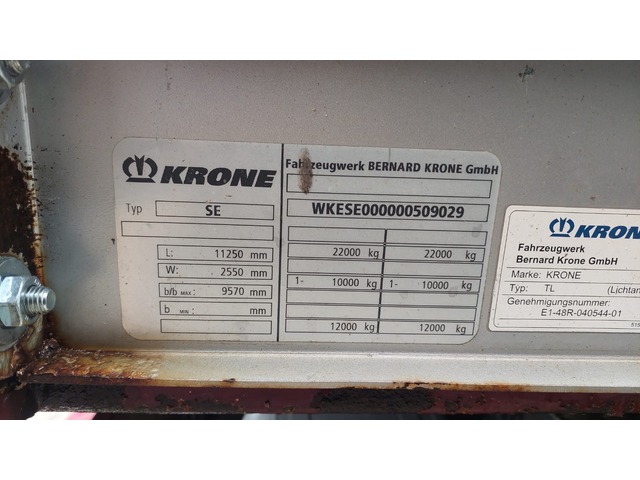 KRONE
Typ SE
L: 11250 mm
W: 2550 mm
b/b MAX: 9570 mm
b MIN: mm
Fahrzeugwerk BERNARD KRONE GmbH
WKESE000000509029
22000 kg 22000 kg
1- 10000 kg 1- 10000 kg
12000 kg 12000 kg
KRONE
Fahrzeugwerk
Bernard Krone GmbH
Marke: KRONE
Typ: TL
Genehmigungsnummer:
E1-48R-040544-01